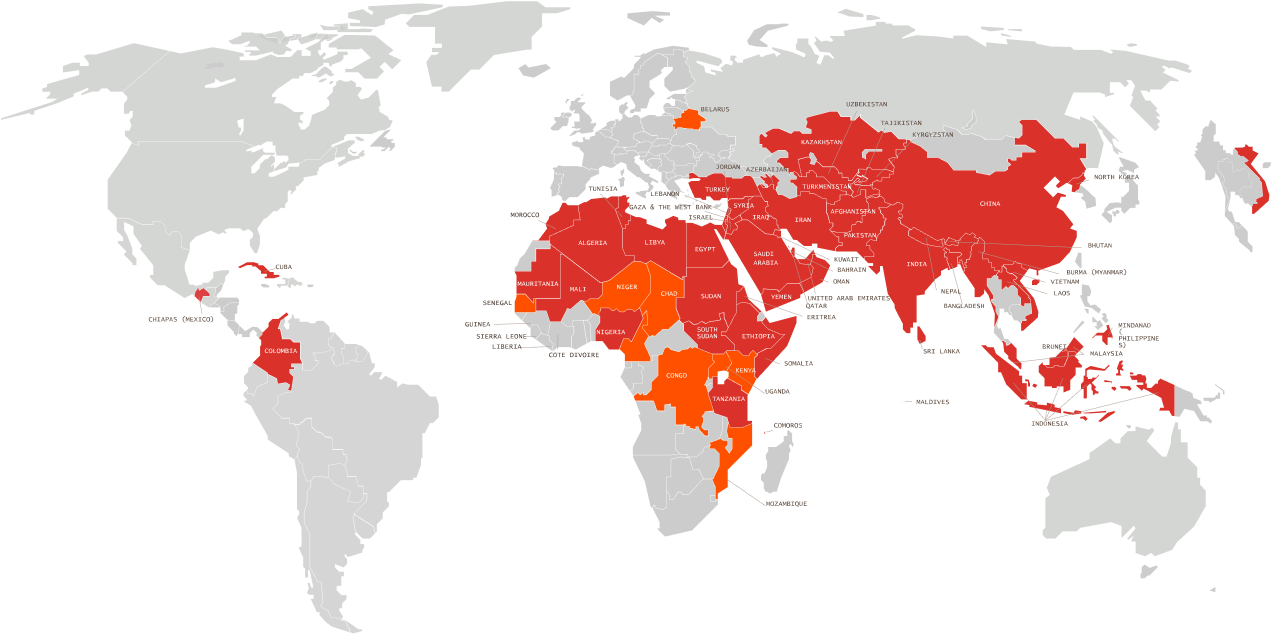 UZBEKISTAN
BELARUS
TAJIRISTAN
KYRGYZSTAN
KAZAKHSTAN
JORDAN
AZERBAIJAN
NORTH KOREA
TUNISIA
LEBANON
TURKEY
TURKMENISTAN
GAZA & THE WEST BANK
SYRIA
CHINA
MOROCCO
ISRAEL
IRAQ
IRAN
AFGHANISTAN
PAKISTAN
ALGERIA
LIBYA
EGYPT
BHUTAN
SAUDI
ARABIA
KUWAIT
INDIA
CUBA
BAHRAIN
BURMA (MYANMAR)
MAURITANIA
MALI
NIGER
CHAD
SUDAN
YEMEN
OMAN
VIETNAM
NEPAL
LAOS
SENEGAL
UNITED ARAB EMIRATES
QATAR
BANGLADESH
CHIAPAS (MEXICO)
ERITREA
GUINEA
MINDANAO
(
PHILIPPINE
S)
SIERRA LEONE
NIGERIA
SOUTH
SUDAN
ETHIOPIA
LIBERIA
BRUNEI
COLOMBIA
COTE DIVOIRE
SRI LANKA
MALAYSIA
SOMALIA
CONGO
KENYA
UGANDA
TANZANIA
MALDIVES
COMOROS
INDONESIA
MOZAMBIQUE